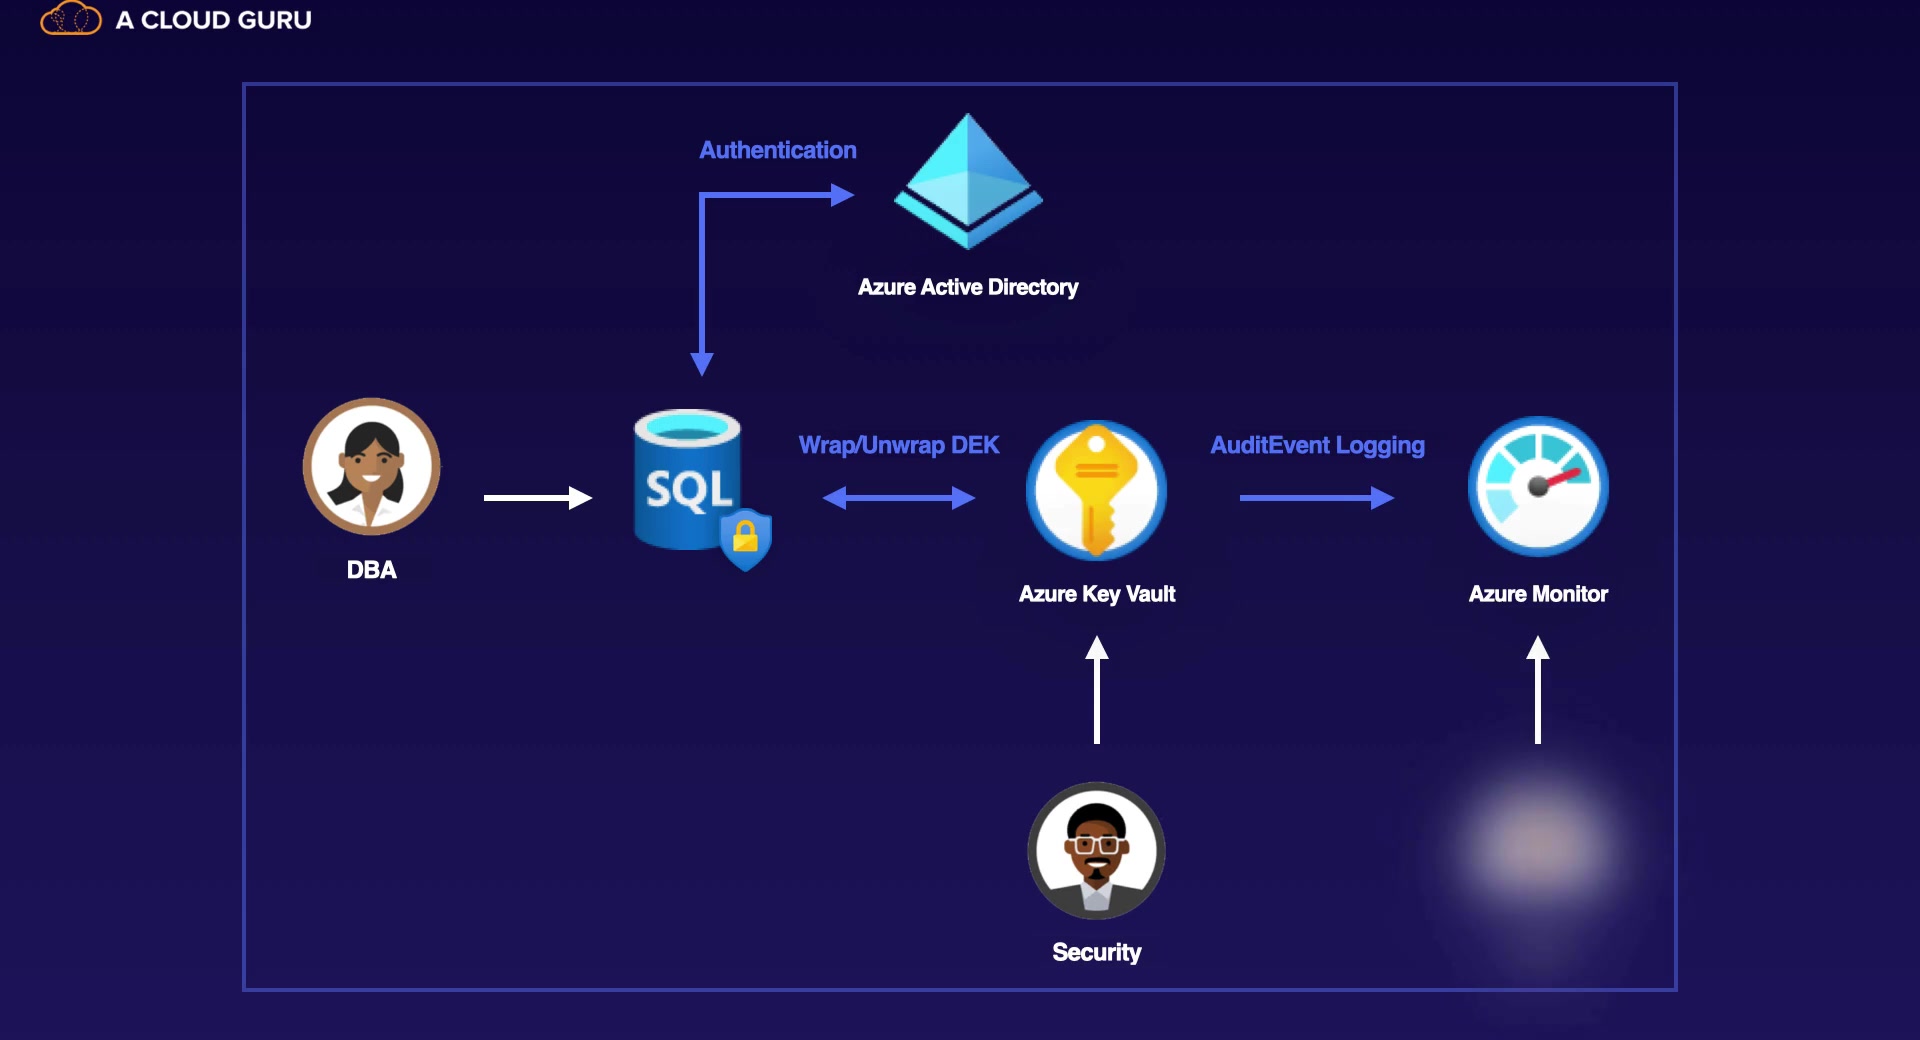 A CLOUD GURU
Authentication
Azure Active Directory
Wrap/Unwrap DEK
AuditEvent Logging
SQL
DBA
Azure Key Vault
Azure Monitor
Security